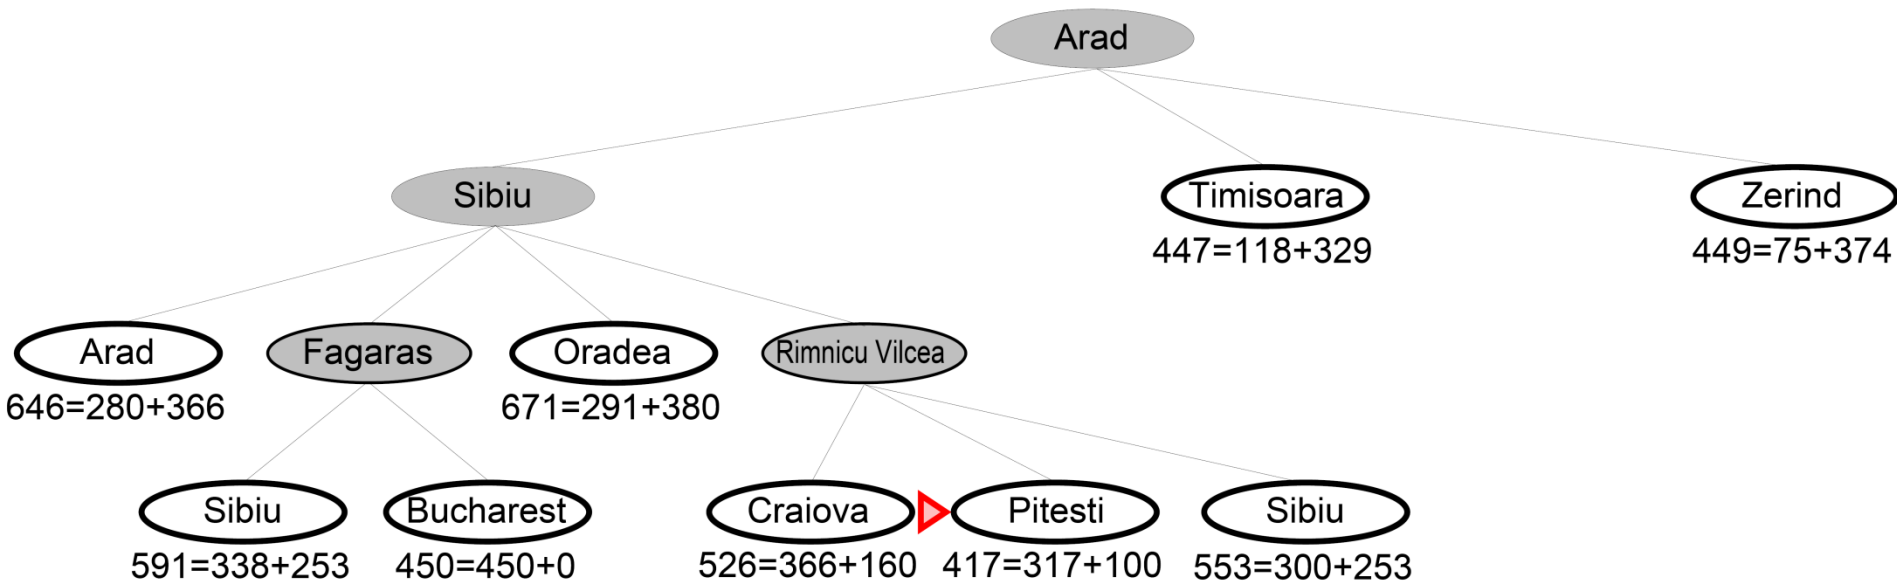 Arad
Sibiu
Timisoara
Zerind
447=118+329
449=75+374
Arad
Fagaras
Oradea
Rimnicu Vilcea
646=280+366
671=291+380
Sibiu
Bucharest
Craiova
Pitesti
Sibiu
591=338+253
450=450+0
526=366+160
417=317+100
553=300+253